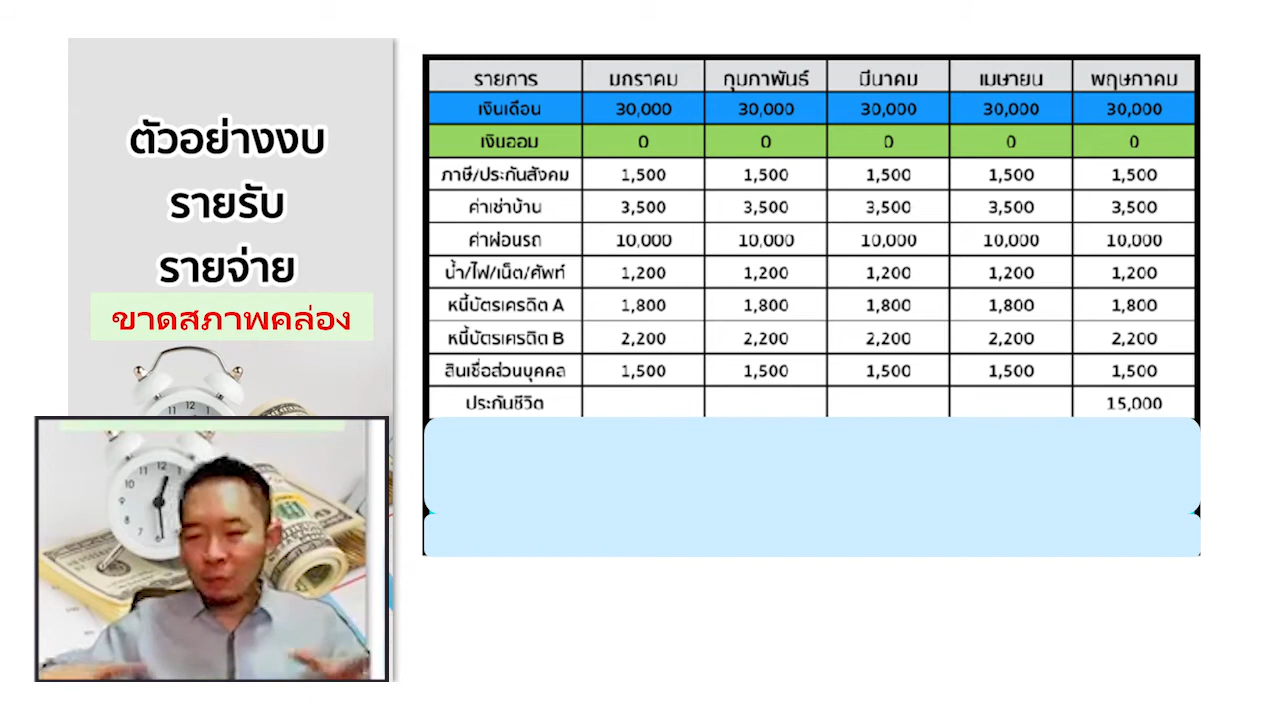 ตัวอย่างงบ
รายรับ
รายจ่าย
ขาดสภาพคล่อง
รายการ มกราคม กุมภาพันธ์ มีนาคม เมษายน พฤษภาคม
เงินเดือน 30,000 30,000 30,000 30,000 30,000
เงินออม 0 0 0 0 0
ภาษี/ประกันสังคม 1,500 1,500 1,500 1,500 1,500
ค่าเช่าบ้าน 3,500 3,500 3,500 3,500 3,500
ค่าผ่อนรถ 10,000 10,000 10,000 10,000 10,000
น้ำ/ไฟ/เน็ต/ศัพท์ 1,200 1,200 1,200 1,200 1,200
หนี้บัตรเครดิต A 1,800 1,800 1,800 1,800 1,800
หนี้บัตรเครดิต B 2,200 2,200 2,200 2,200 2,200
สินเชื่อส่วนบุคคล 1,500 1,500 1,500 1,500 1,500
ประกันชีวิต 15,000